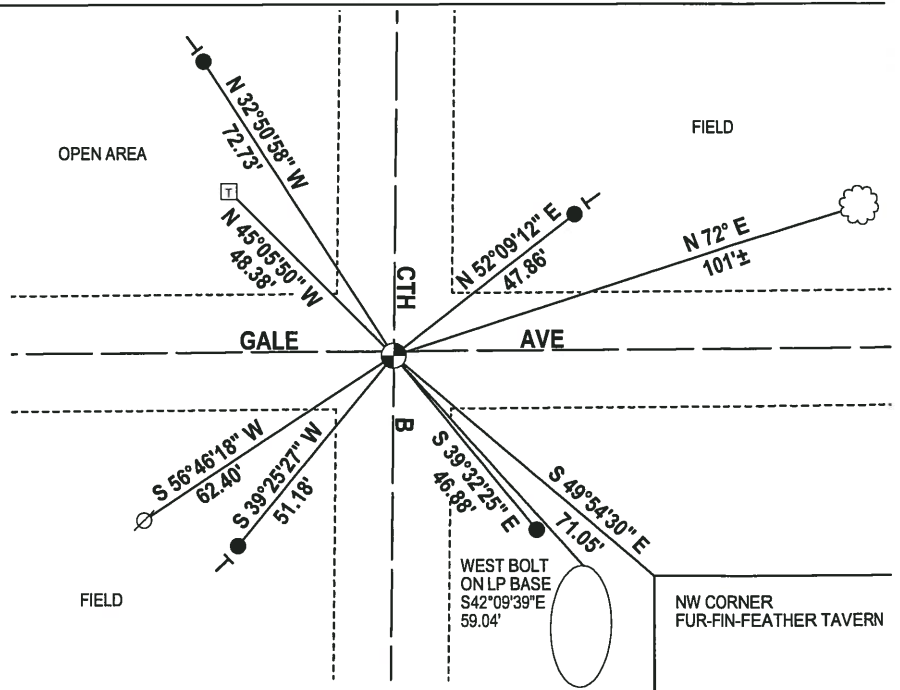 OPEN AREA
FIELD
N 32°50'58" W
72.73'
T
N 45°05'50" W
48.38'
N 52°09'12" E
47.86'
N 72° E
101'±
CTH
GALE
AVE
B
S 56°46'18" W
62.40'
S 39°25'27" W
51.18'
S 39°32'25" E
46.88'
S 49°54'30" E
71.05'
WEST BOLT
ON LP BASE
S42°09'39"E
59.04'
FIELD
NW CORNER
FUR-FIN-FEATHER TAVERN